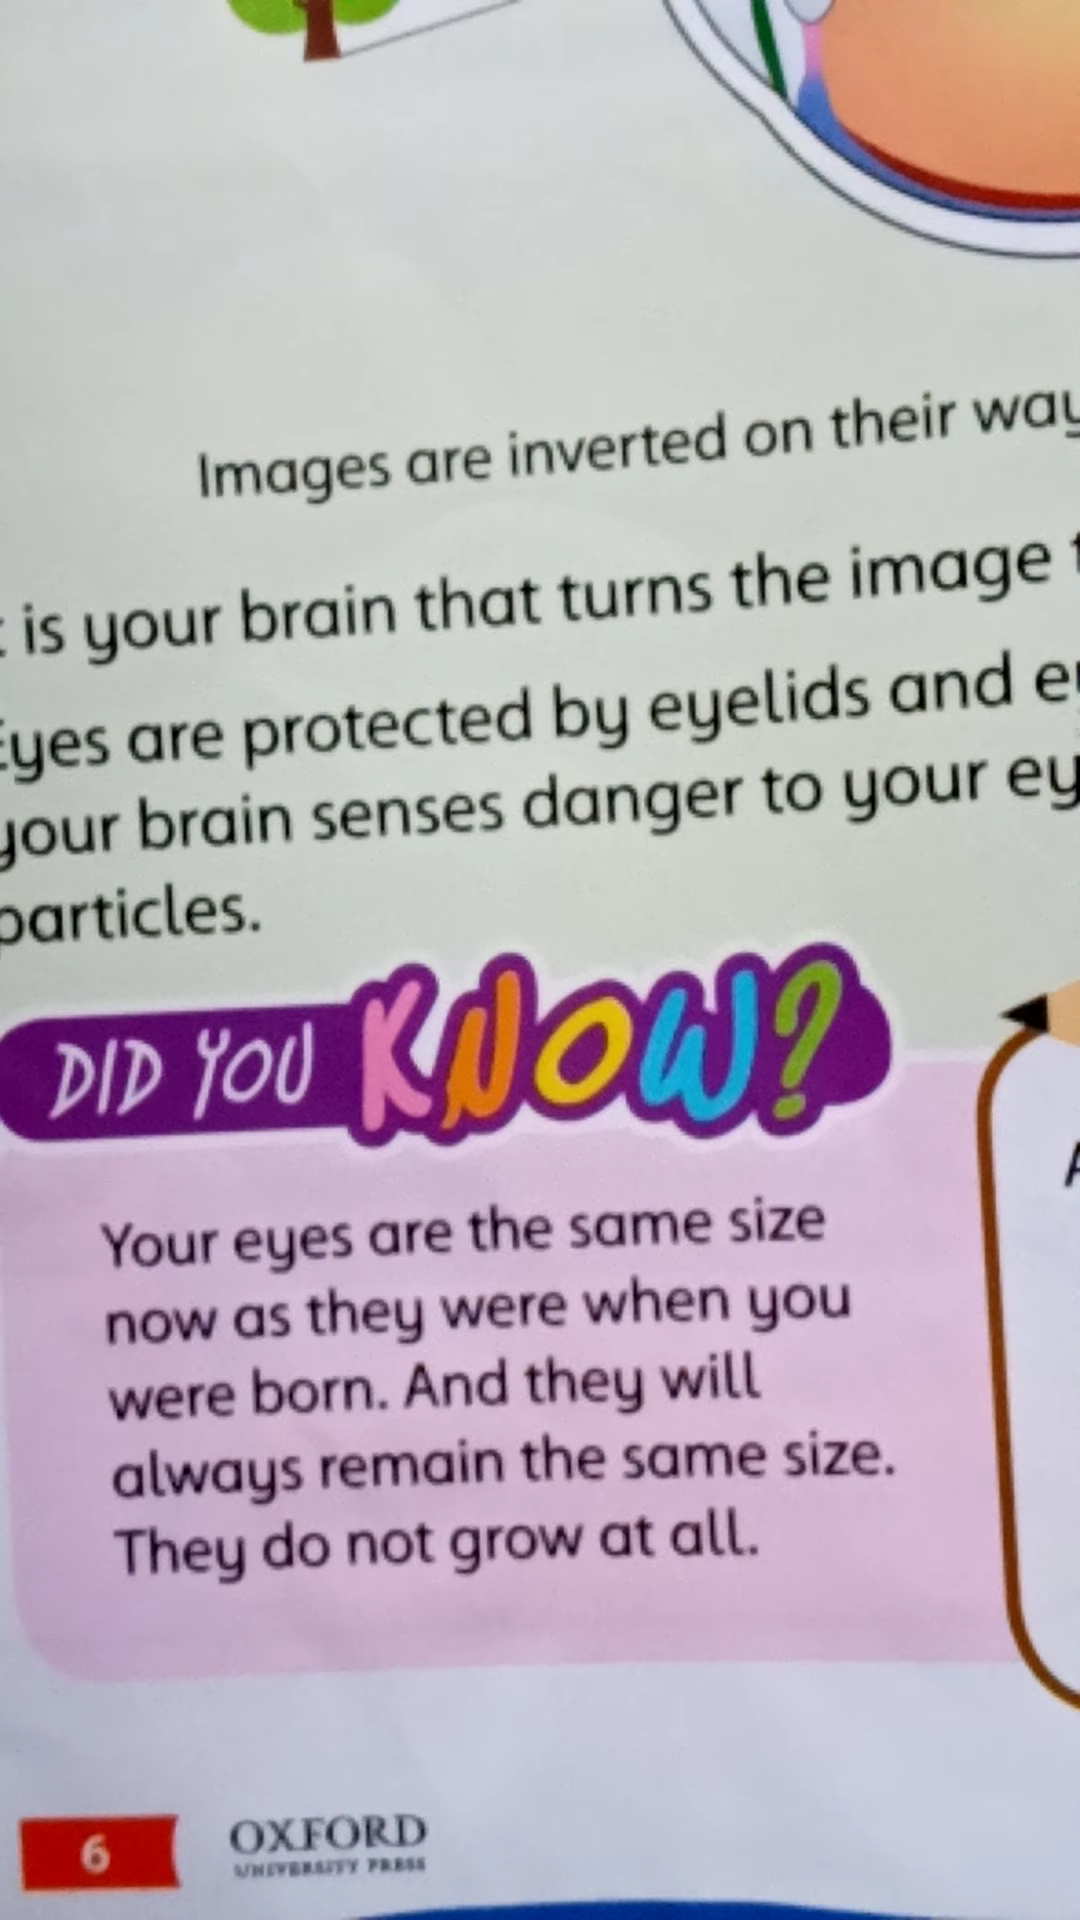 Images are inverted on their way
is your brain that turns the image
Eyes are protected by eyelids and
your brain senses danger to your
particles.
DID YOU KNOW?
Your eyes are the same size
now as they were when you
were born. And they will
always remain the same size.
They do not grow at all.
6
OXFORD
UNIVERSITY PRESS